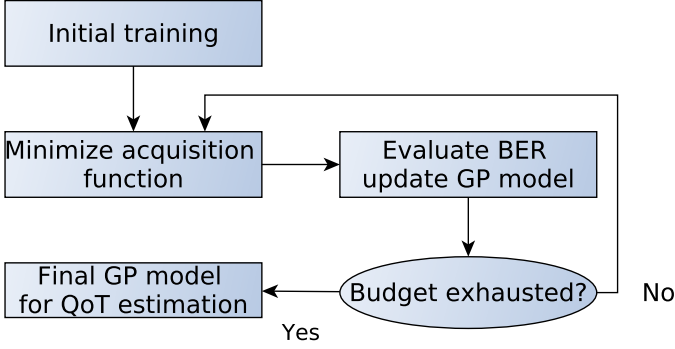 Initial training
Minimize acquisition
function
Evaluate BER
update GP model
Final GP model
for QoT estimation
Budget exhausted?
No
Yes